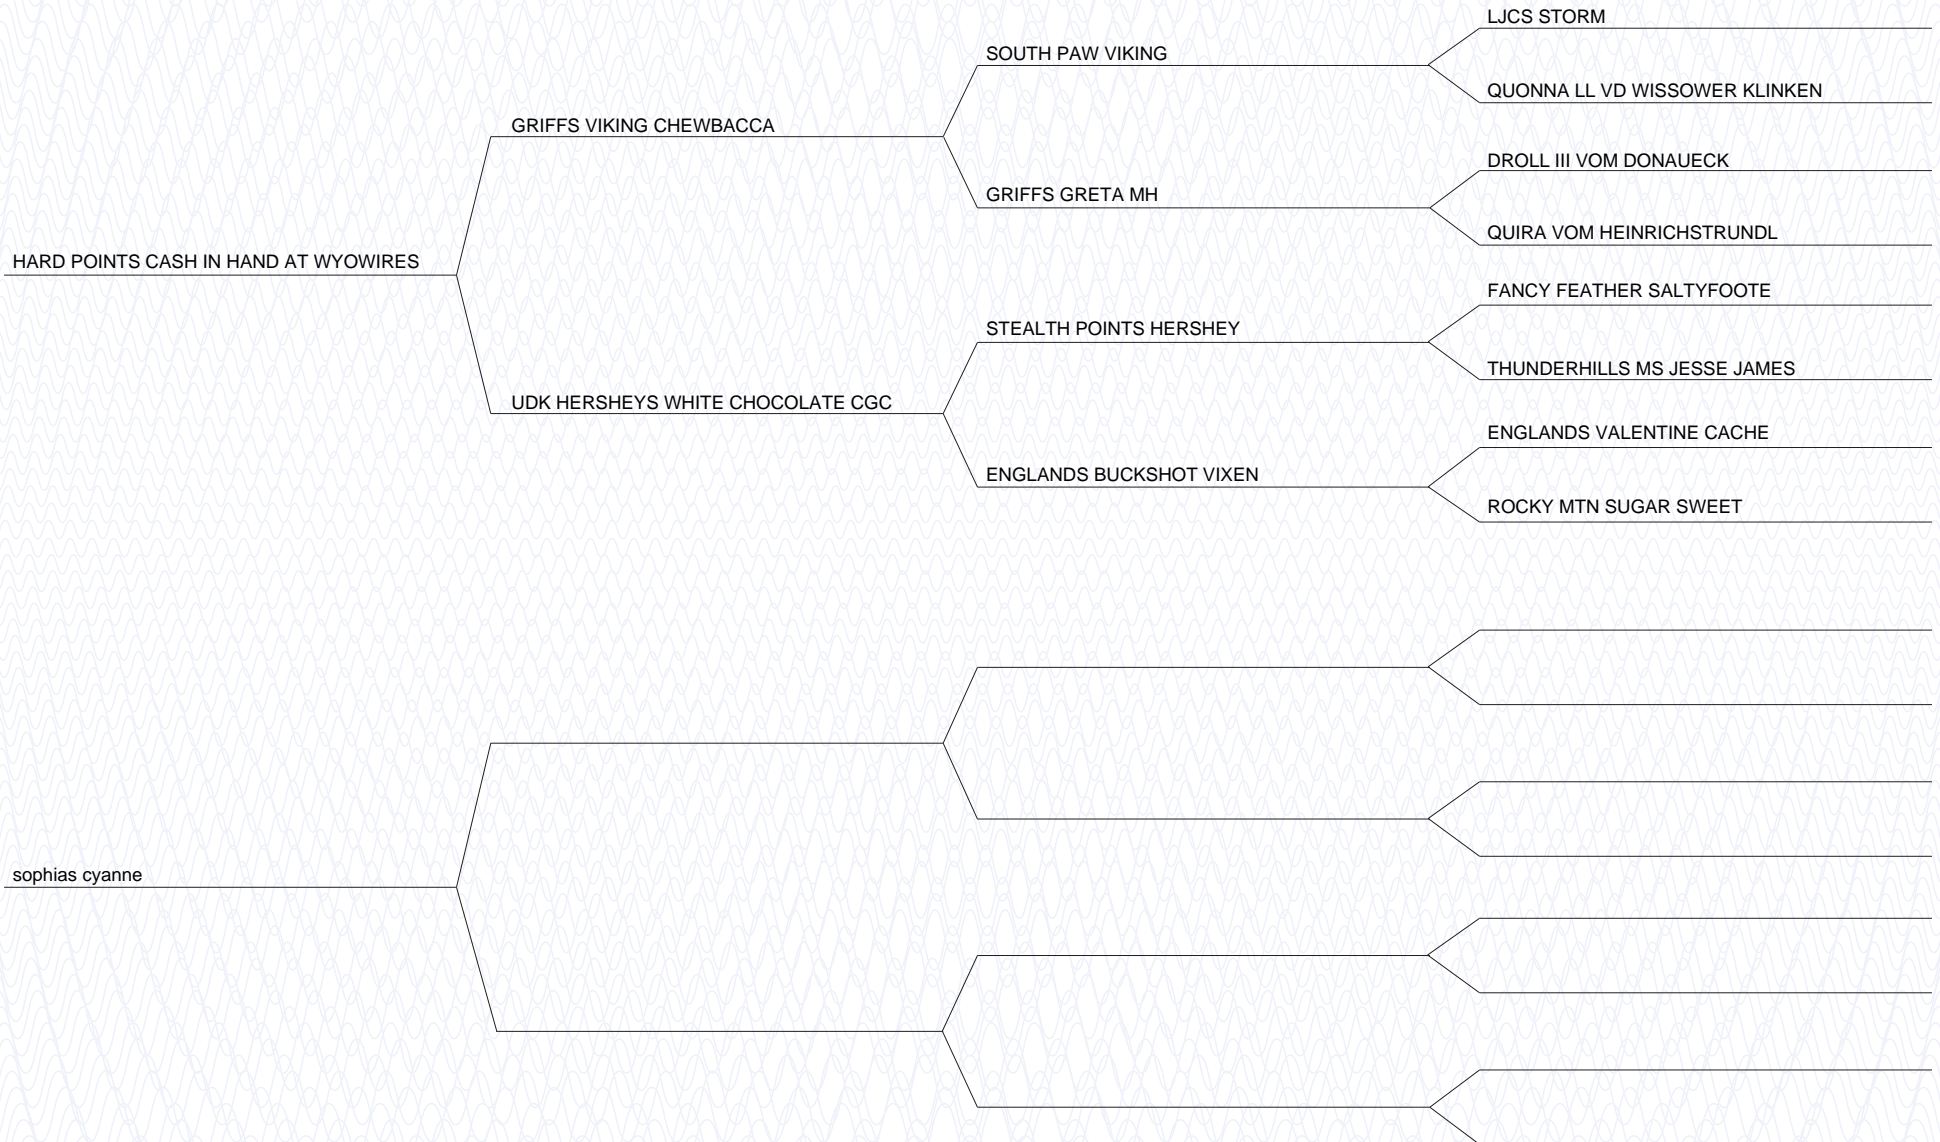 LJCS STORM
SOUTH PAW VIKING
QUONNA LL VD WISSOWER KLINKEN
GRIFFS VIKING CHEWBACCA
DROLL III VOM DONAUECK
GRIFFS GRETA MH
QUIRA VOM HEINRICHSTRUNDL
HARD POINTS CASH IN HAND AT WYOWIRES
FANCY FEATHER SALTYFOOTE
STEALTH POINTS HERSHEY
THUNDERHILLS MS JESSE JAMES
UDK HERSHEYS WHITE CHOCOLATE CGC
ENGLANDS VALENTINE CACHE
ENGLANDS BUCKSHOT VIXEN
ROCKY MTN SUGAR SWEET
sophias cyanne